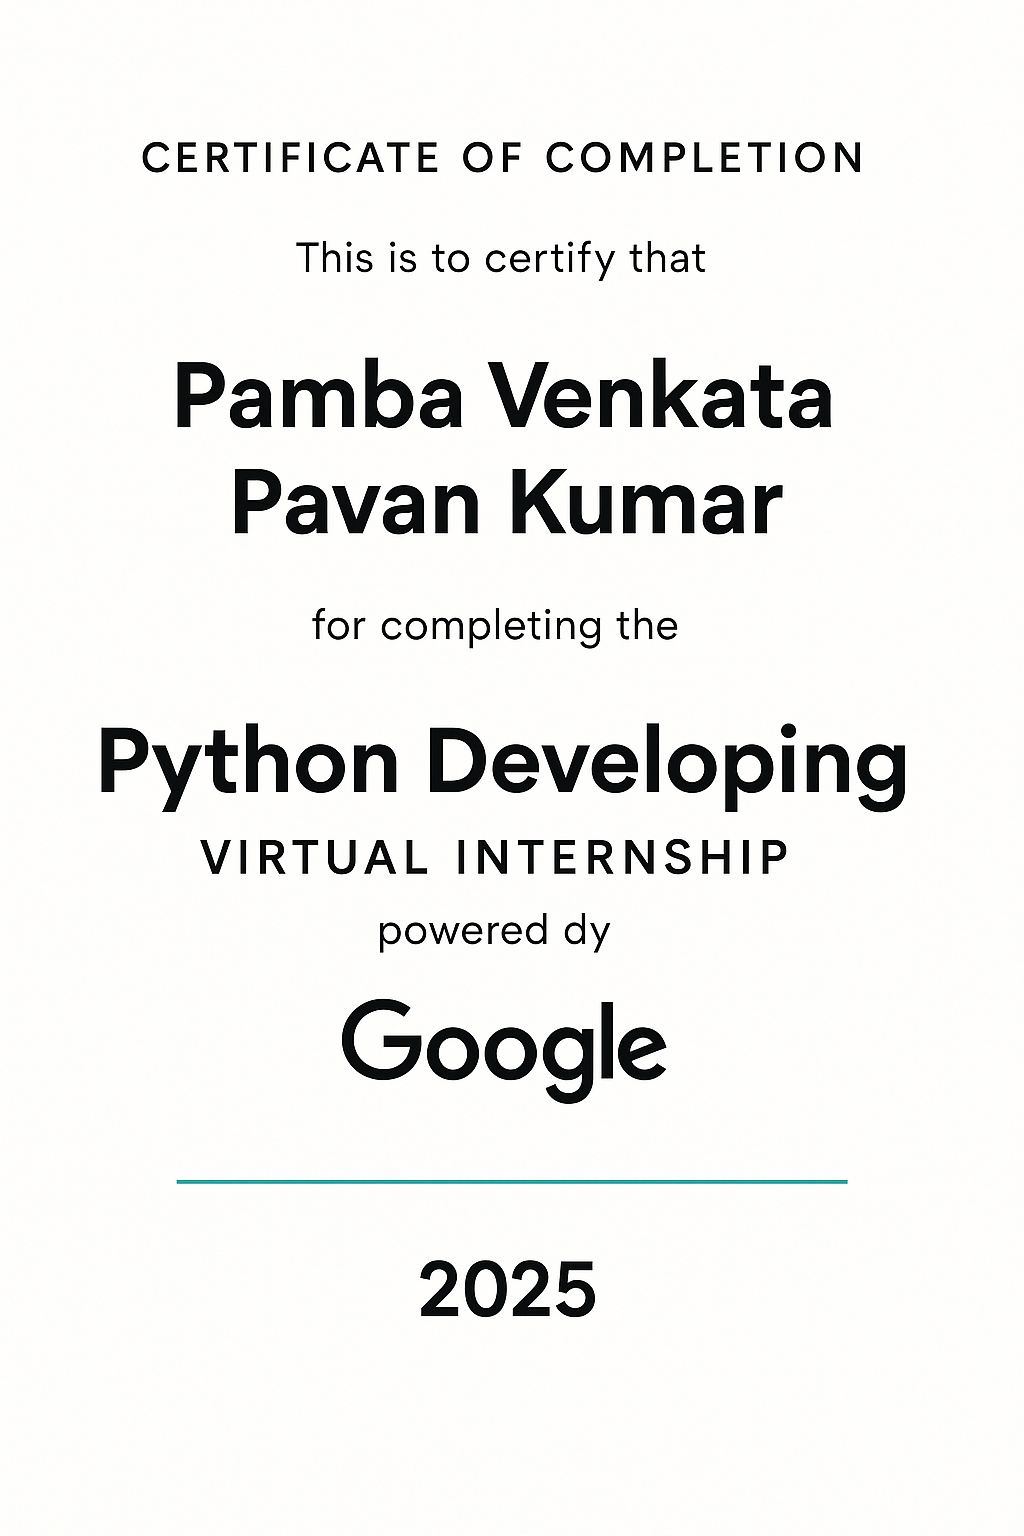 CERTIFICATE OF COMPLETION
This is to certify that
Pamba Venkata
Pavan Kumar
for completing the
Python Developing
VIRTUAL INTERNSHIP
powered dy
Google
2025